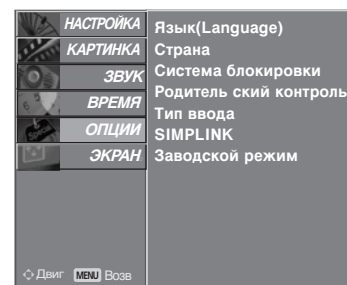 НАСТРОЙКА
КАРТИНКА
ЗВУК
ВРЕМЯ
ОПЦИИ
ЭКРАН
Язык(Language)
Страна
Система блокировки
Родитель ский контроль
Тип ввода
SIMPLINK
Заводской режим
Двиг MENU Возв